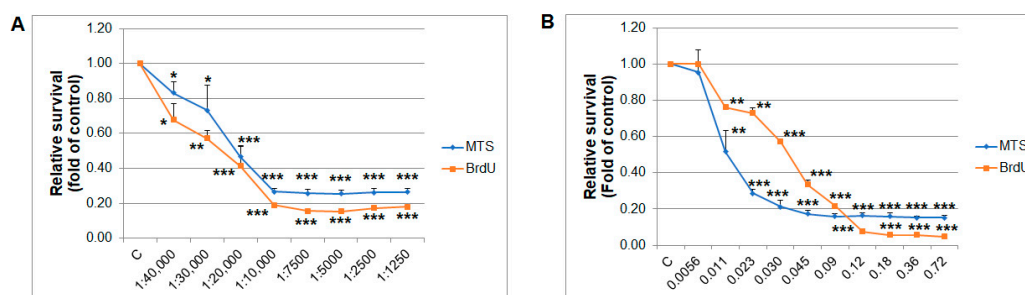 A
Relative survival
(fold of control)
1.20
1.00
0.80
0.60
0.40
0.20
0.00
* *
* ** *** *** *** *** *** ***
*** *** *** *** *** ***
C 1:40,000 1:30,000 1:20,000 1:10,000 1:7500 1:5000 1:2500 1:1250
MTS
BrdU
B
Relative survival
(Fold of control)
1.20
1.00
0.80
0.60
0.40
0.20
0.00
** **
** *** ***
*** *** *** *** *** *** *** ***
*** *** *** ***
C 0.0056 0.011 0.023 0.030 0.045 0.09 0.12 0.18 0.36 0.72
MTS
BrdU